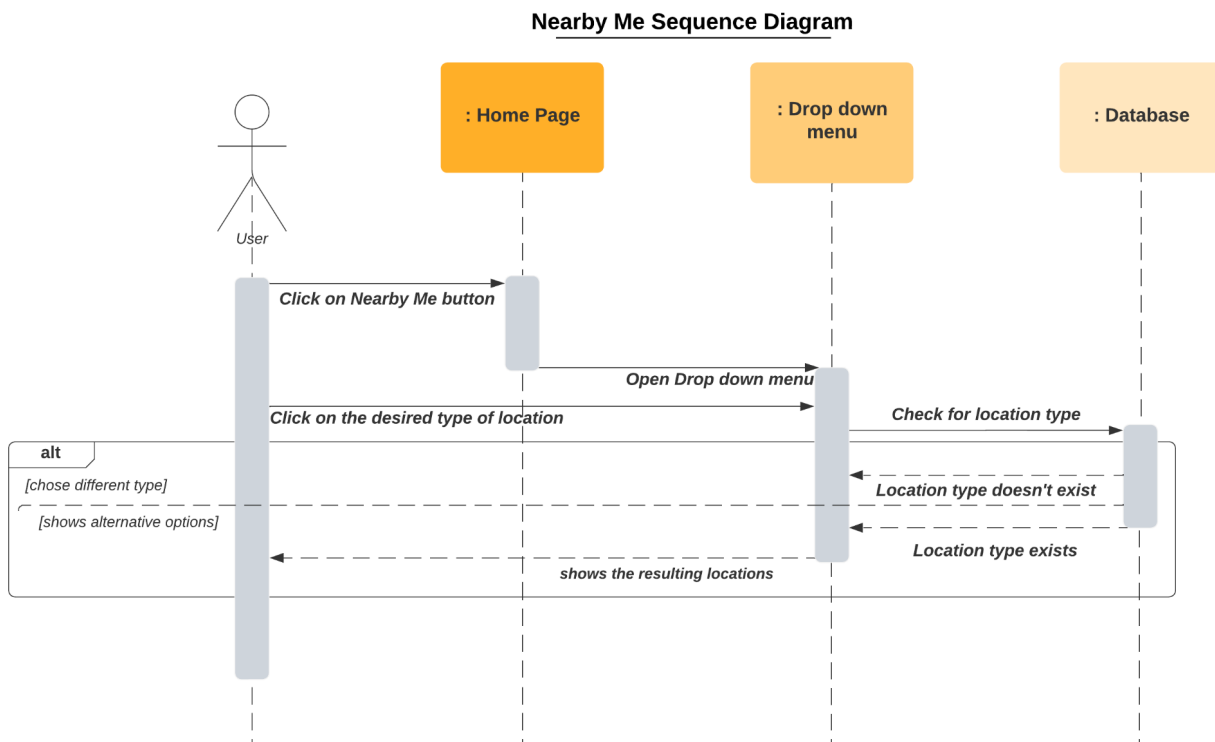 Nearby Me Sequence Diagram
: Home Page
: Drop down
menu
: Database
User
Click on Nearby Me button
Open Drop down menu
Click on the desired type of location
Check for location type
alt
[chose different type]
Location type doesn't exist
[shows alternative options]
Location type exists
shows the resulting locations